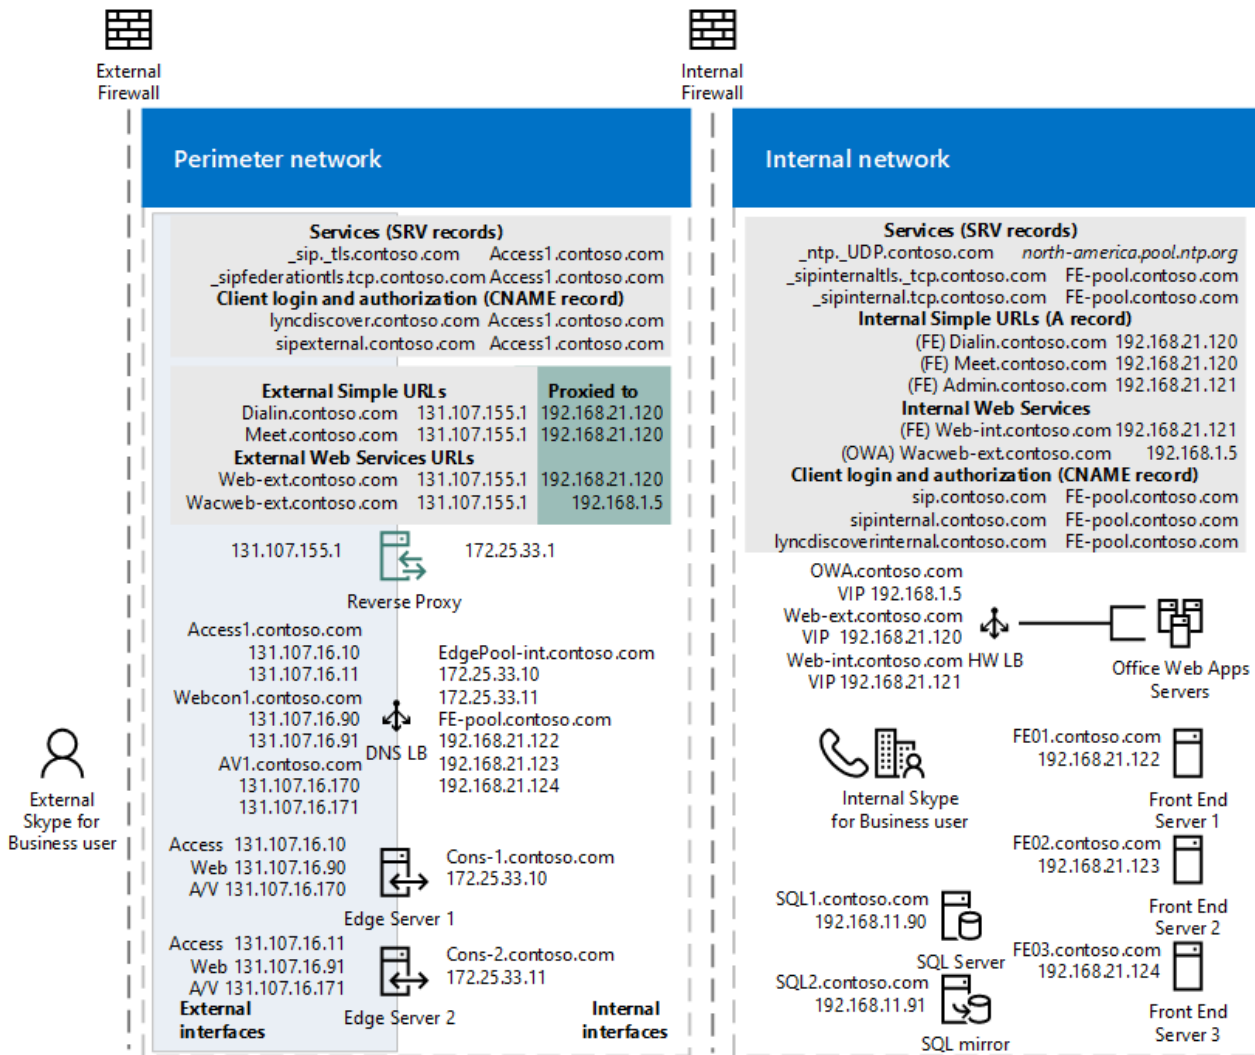 External
Firewall
Internal
Firewall
Perimeter network
Services (SRV records)
_sip._tls.contoso.com Access1.contoso.com
_sipfederationtls.tcp.contoso.com Access1.contoso.com
Client login and authorization (CNAME record)
lyncdiscover.contoso.com Access1.contoso.com
sipexternal.contoso.com Access1.contoso.com
External Simple URLs Proxied to
Dialin.contoso.com 131.107.155.1 192.168.21.120
Meet.contoso.com 131.107.155.1 192.168.21.120
External Web Services URLs
Web-ext.contoso.com 131.107.155.1 192.168.21.120
Wacweb-ext.contoso.com 131.107.155.1 192.168.1.5
131.107.155.1 172.25.33.1
Reverse Proxy
Access1.contoso.com
131.107.16.10
131.107.16.11
Webcon1.contoso.com
131.107.16.90
131.107.16.91
AV1.contoso.com
131.107.16.170
131.107.16.171
DNS LB
EdgePool-int.contoso.com
172.25.33.10
172.25.33.11
FE-pool.contoso.com
192.168.21.122
192.168.21.123
192.168.21.124
External
Skype for
Business user
Access 131.107.16.10
Web 131.107.16.90
A/V 131.107.16.170
Cons-1.contoso.com
172.25.33.10
Edge Server 1
Access 131.107.16.11
Web 131.107.16.91
A/V 131.107.16.171
Cons-2.contoso.com
172.25.33.11
Edge Server 2
External
interfaces
Internal
interfaces
Internal network
Services (SRV records)
_ntp._UDP.contoso.com north-america.pool.ntp.org
_sipinternaltls._tcp.contoso.com FE-pool.contoso.com
_sipinternal.tcp.contoso.com FE-pool.contoso.com
Internal Simple URLs (A record)
(FE) Dialin.contoso.com 192.168.21.120
(FE) Meet.contoso.com 192.168.21.120
(FE) Admin.contoso.com 192.168.21.121
Internal Web Services
(FE) Web-int.contoso.com 192.168.21.121
(OWA) Wacweb-ext.contoso.com 192.168.1.5
Client login and authorization (CNAME record)
sip.contoso.com FE-pool.contoso.com
sipinternal.contoso.com FE-pool.contoso.com
lyncdiscoverinternal.contoso.com FE-pool.contoso.com
OWA.contoso.com
VIP 192.168.1.5
Web-ext.contoso.com
VIP 192.168.21.120
Web-int.contoso.com HW LB
VIP 192.168.21.121
Office Web Apps
Servers
Internal Skype
for Business user
FE01.contoso.com
192.168.21.122
Front End
Server 1
FE02.contoso.com
192.168.21.123
Front End
Server 2
SQL1.contoso.com
192.168.11.90
SQL Server
FE03.contoso.com
192.168.21.124
Front End
Server 3
SQL2.contoso.com
192.168.11.91
SQL mirror